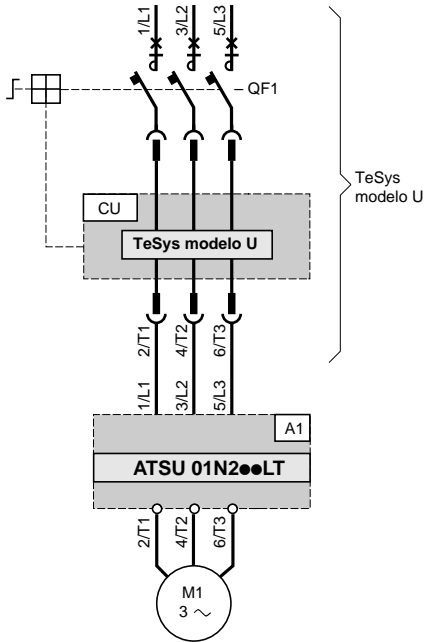 1/L1
3/L2
5/L3
QF1
TeSys
modelo U
CU
TeSys modelo U
2/T1
4/T2
6/T3
1/L1
3/L2
5/L3
A1
ATSU 01N2●●LT
2/T1
4/T2
6/T3
M1
3 ~